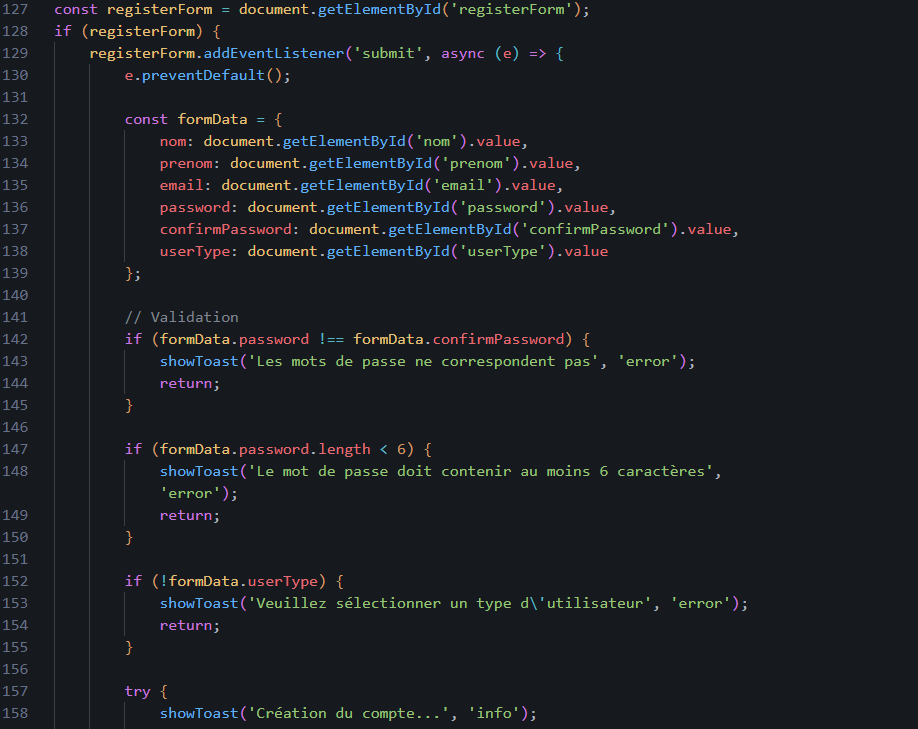 127 const registerForm = document.getElementById('registerForm');
128 if (registerForm) {
129     registerForm.addEventListener('submit', async (e) => {
130         e.preventDefault();
131
132         const formData = {
133             nom: document.getElementById('nom').value,
134             prenom: document.getElementById('prenom').value,
135             email: document.getElementById('email').value,
136             password: document.getElementById('password').value,
137             confirmPassword: document.getElementById('confirmPassword').value,
138             userType: document.getElementById('userType').value
139         };
140
141         // Validation
142         if (formData.password !== formData.confirmPassword) {
143             showToast('Les mots de passe ne correspondent pas', 'error');
144             return;
145         }
146
147         if (formData.password.length < 6) {
148             showToast('Le mot de passe doit contenir au moins 6 caractères',
            'error');
149             return;
150         }
151
152         if (!formData.userType) {
153             showToast('Veuillez sélectionner un type d\'utilisateur', 'error');
154             return;
155         }
156
157         try {
158             showToast('Création du compte...', 'info');